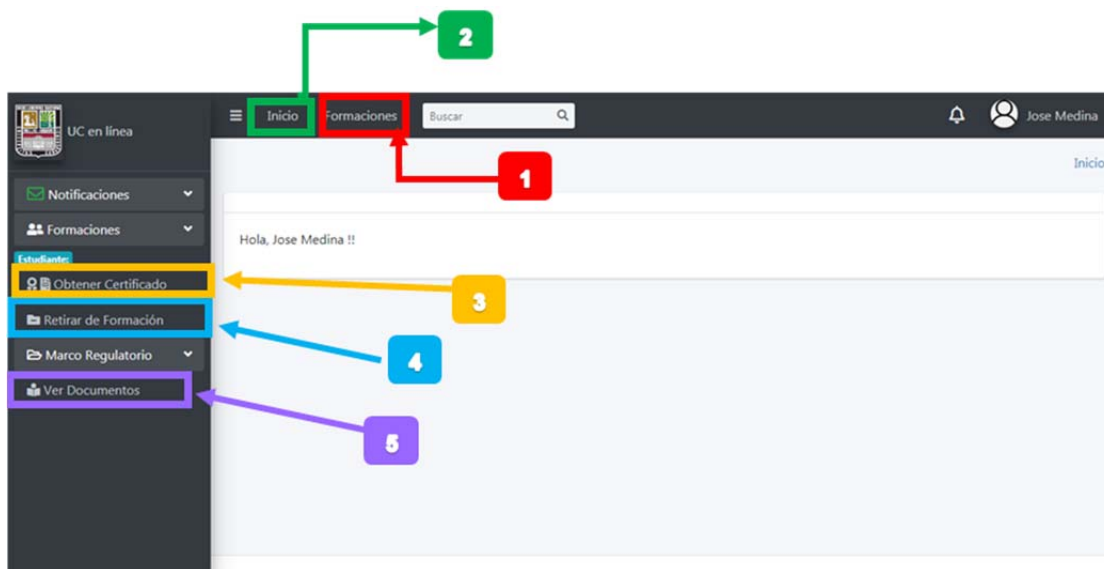 2
UC en línea
Inicio Formaciones Buscar Jose Medina
1
Inicio
Notificaciones
Formaciones
Hola, Jose Medina !!
Estudiante:
Obtener Certificado
3
Retirar de Formación
Marco Regulatorio
4
Ver Documentos
5